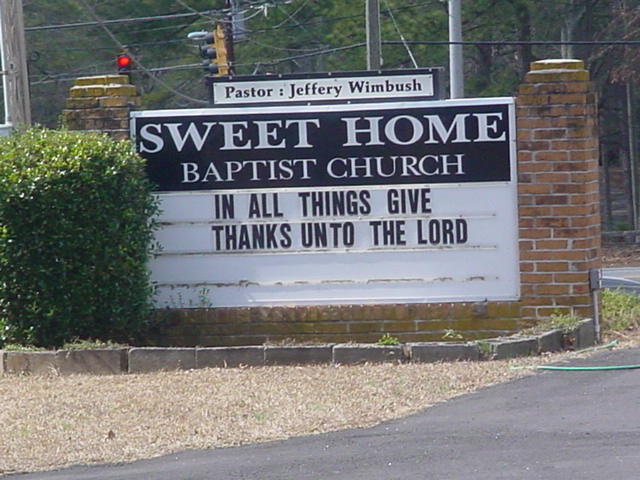 Pastor : Jeffery Wimbush
SWEET HOME
BAPTIST CHURCH
IN ALL THINGS GIVE
THANKS UNTO THE LORD